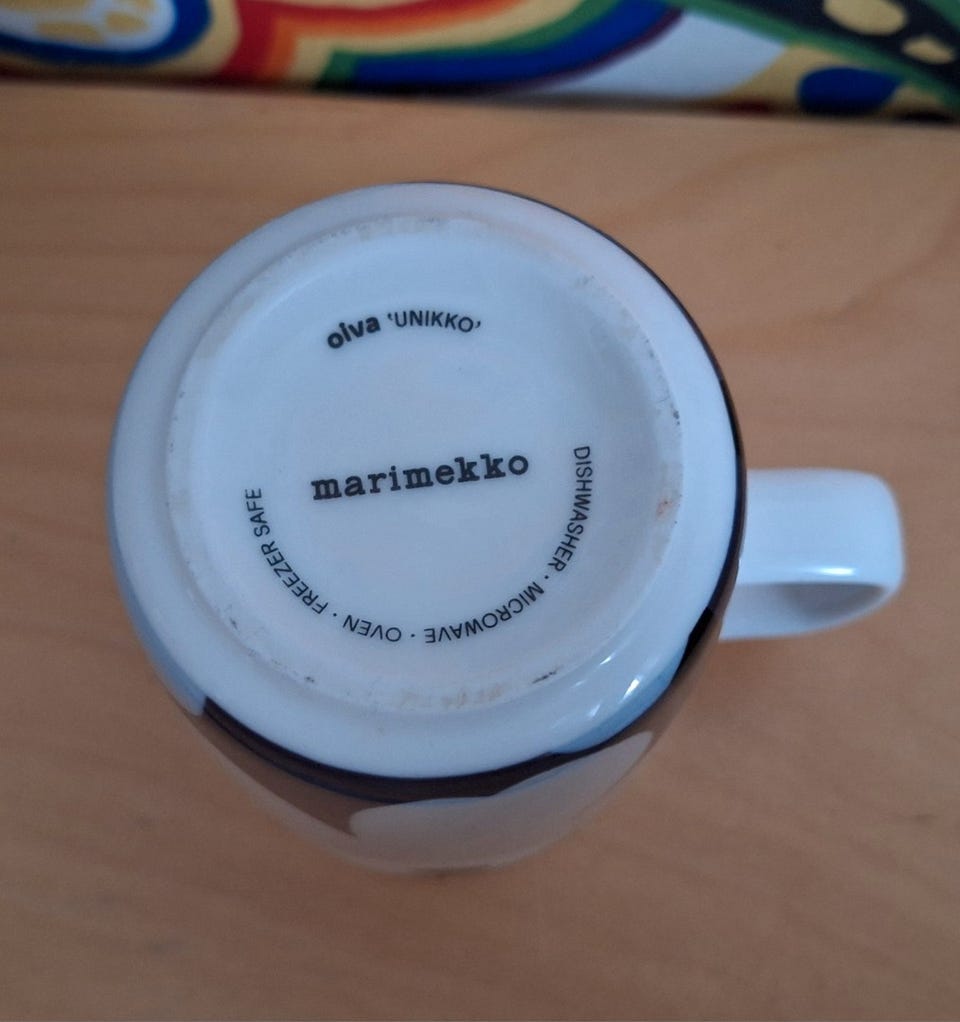 oiva 'UNIKKO'
marimekko
DISHWASHER · MICROWAVE · OVEN · FREEZER SAFE